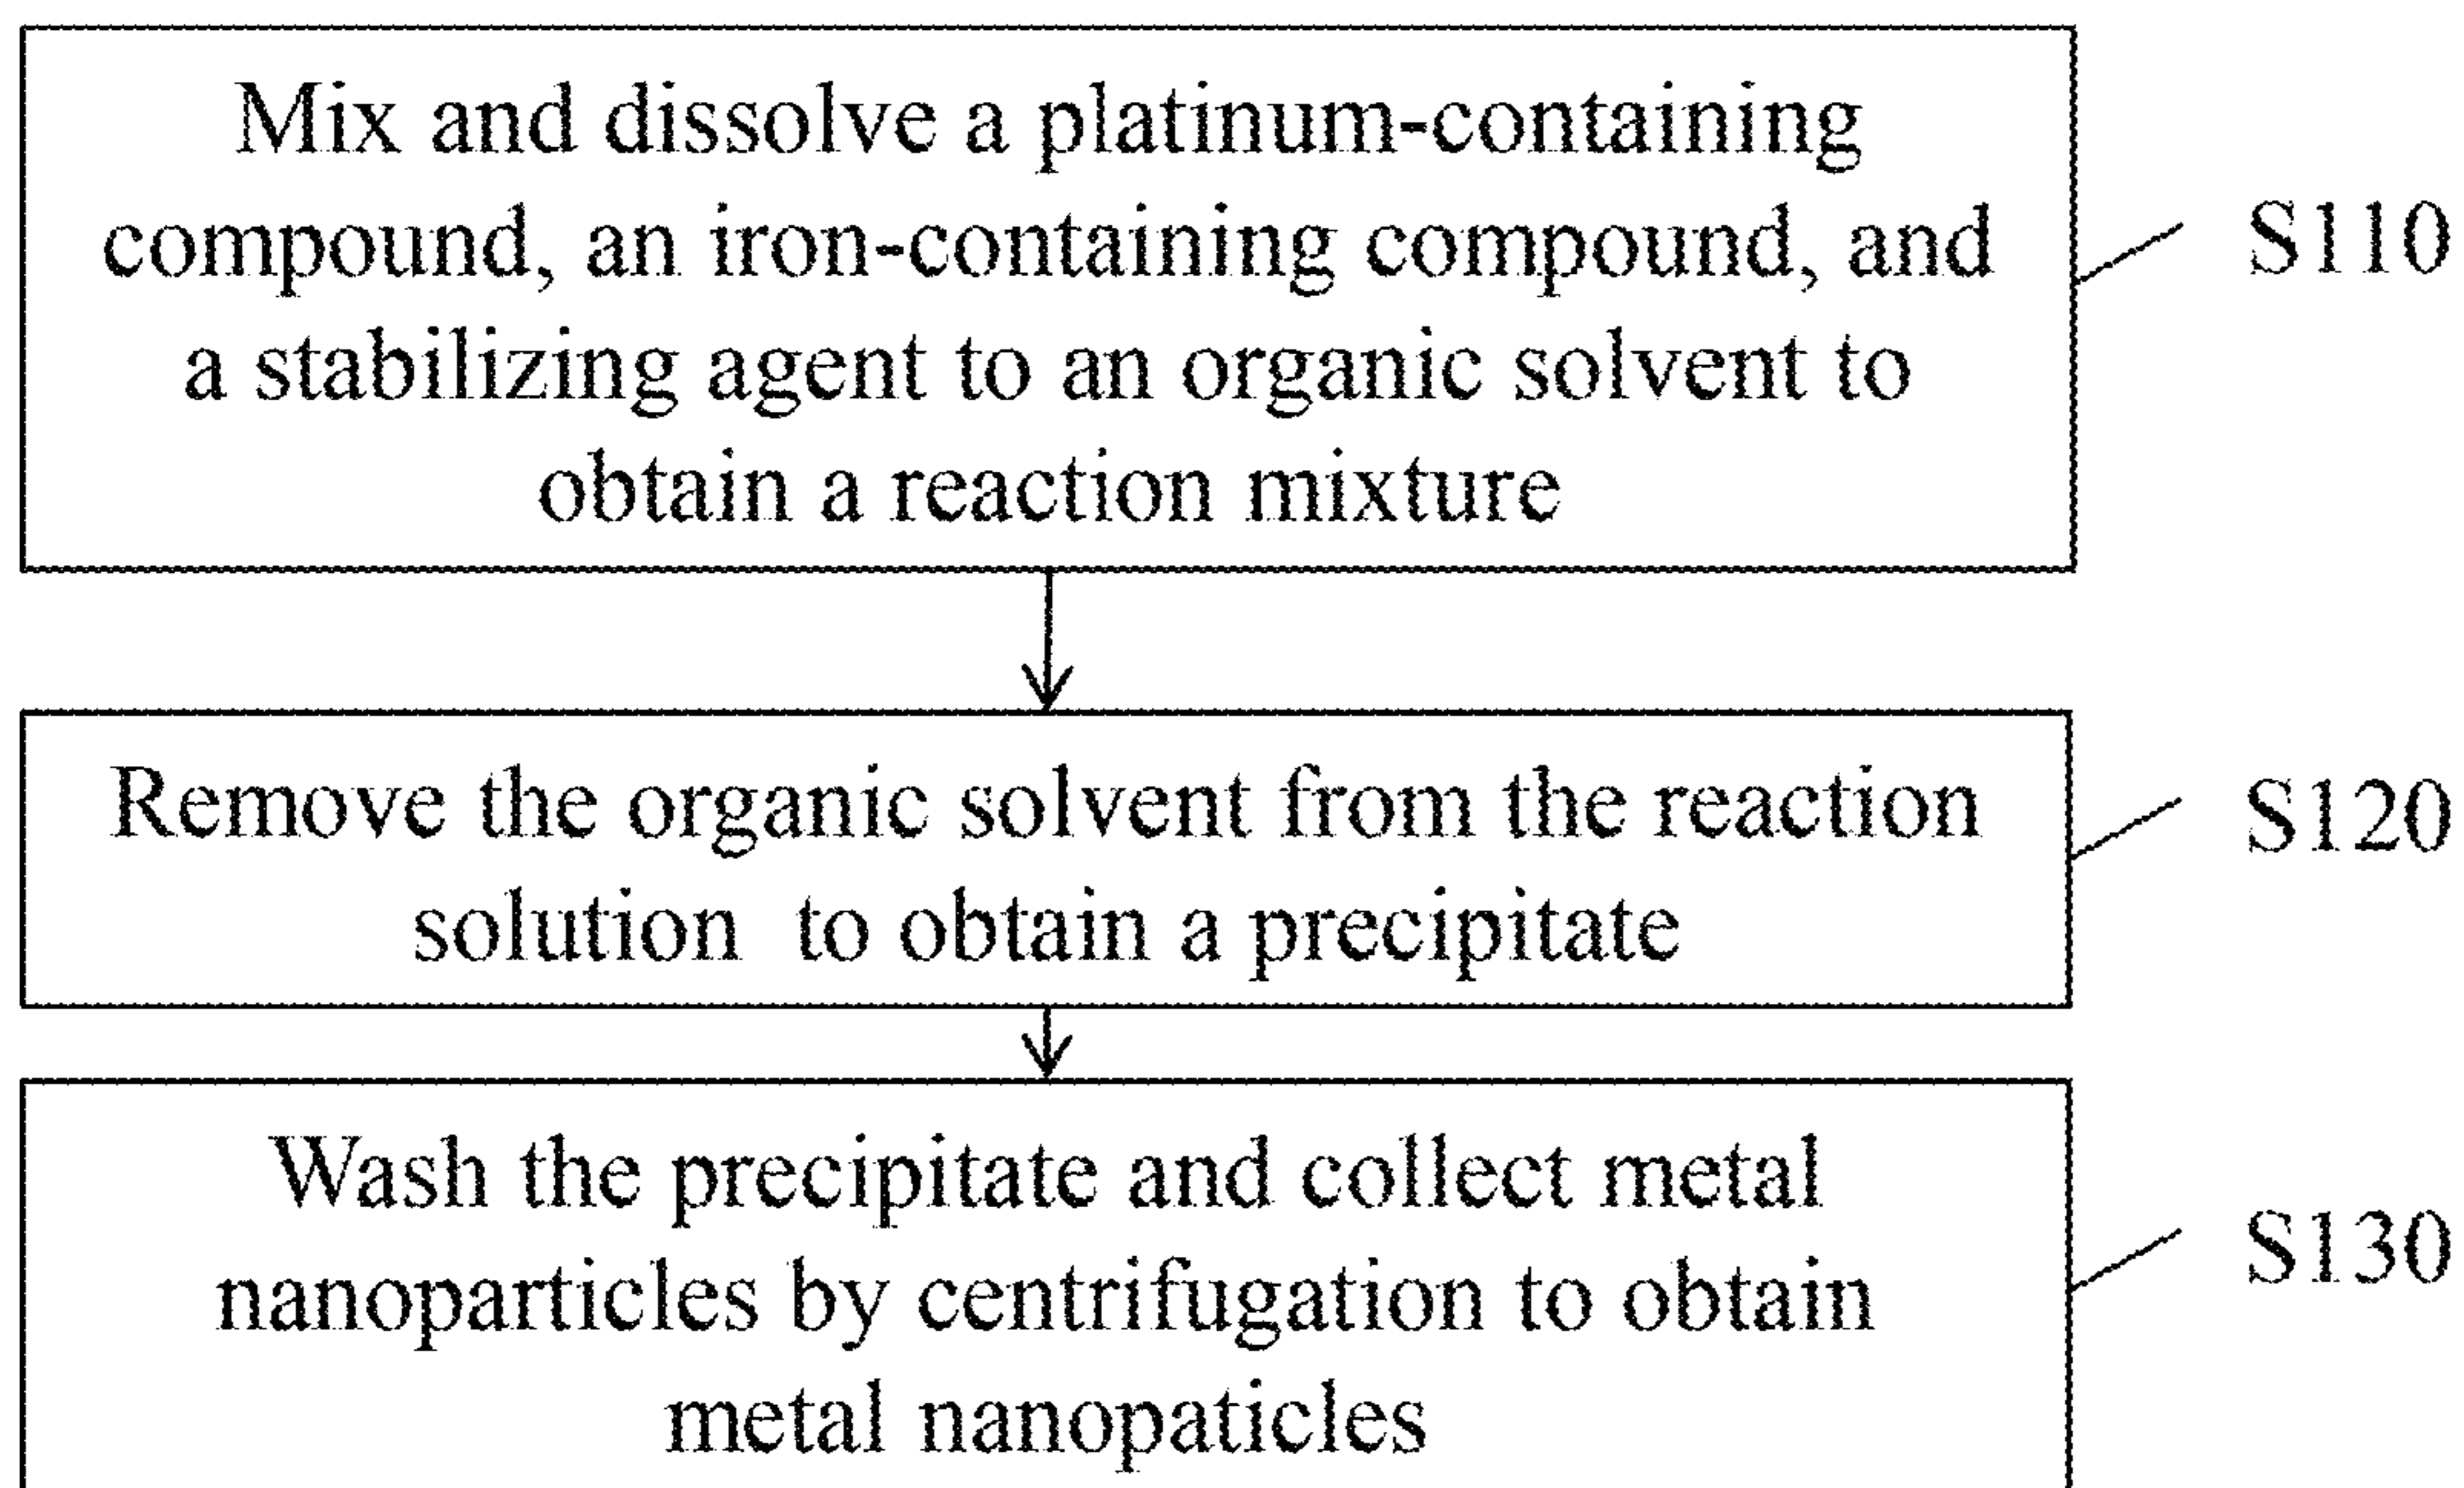 Mix and dissolve a platinum-containing
compound, an iron-containing compound, and
a stabilizing agent to an organic solvent to
obtain a reaction mixture
S110
Remove the organic solvent from the reaction
solution to obtain a precipitate
S120
Wash the precipitate and collect metal
nanoparticles by centrifugation to obtain
metal nanopaticles
S130